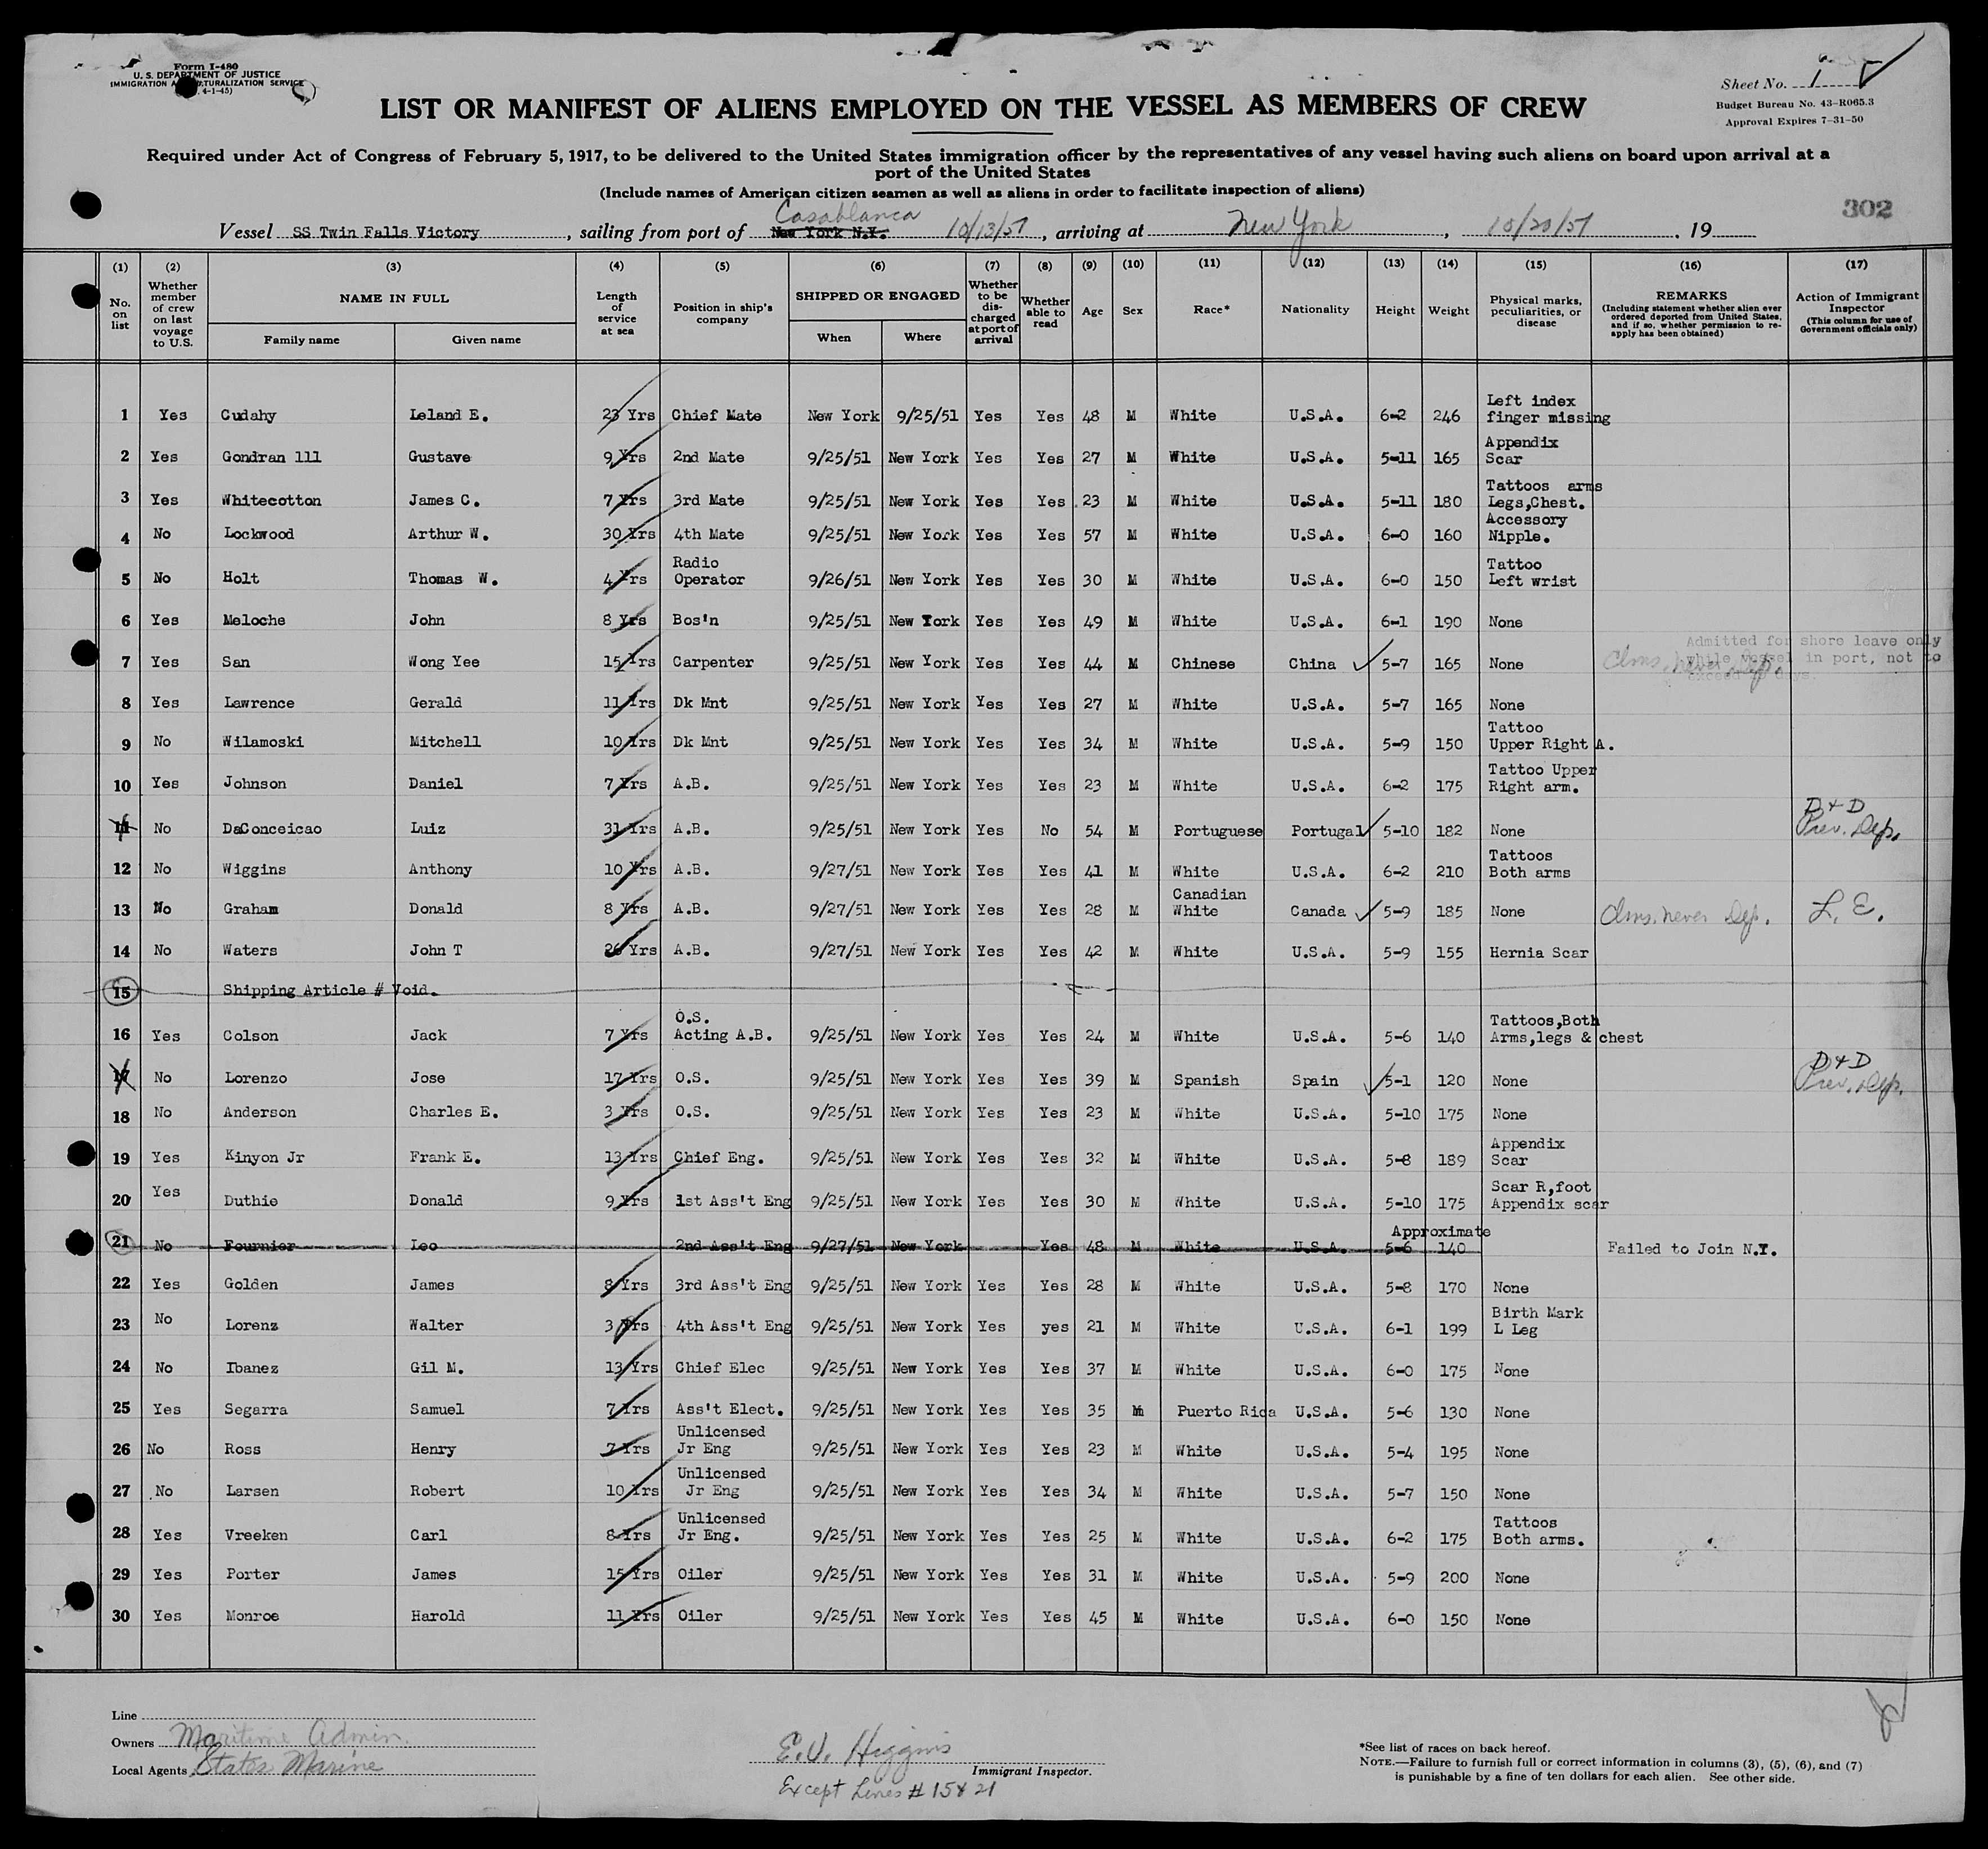 Form I-480
U. S. DEPARTMENT OF JUSTICE
IMMIGRATION NATURALIZATION SERVICE
4-1-45)
Sheet No. 1
Budget Bureau No. 43-R065.3
Approval Expires 7-31-50
LIST OR MANIFEST OF ALIENS EMPLOYED ON THE VESSEL AS MEMBERS OF CREW
Required under Act of Congress of February 5, 1917, to be delivered to the United States immigration officer by the representatives of any vessel having such aliens on board upon arrival at a
port of the United States
(Include names of American citizen seamen as well as aliens in order to facilitate inspection of aliens)
302
Casablanca
Vessel SS Twin Falls Victory, sailing from port of New York N.Y. 10/13/51, arriving at New York, 10/20/51, 19
(1) (2) (3) (4) (5) (6) (7) (8) (9) (10) (11) (12) (13) (14) (15) (16) (17)
No. on list
Whether member of crew on last voyage to U.S.
NAME IN FULL
Family name Given name
Length of service at sea
Position in ship's company
SHIPPED OR ENGAGED
When Where
Whether to be discharged at port of arrival
Whether able to read
Age
Sex
Race*
Nationality
Height
Weight
Physical marks, peculiarities, or disease
REMARKS
(Including statement whether alien ever ordered deported from United States, and if so, whether permission to re-apply has been obtained)
Action of Immigrant Inspector
(This column for use of Government officials only)
1 Yes Cudahy Leland E. 23 Yrs Chief Mate New York 9/25/51 Yes Yes 48 M White U.S.A. 6-2 246 Left index finger missing
2 Yes Gondran lll Gustave 9 Yrs 2nd Mate 9/25/51 New York Yes Yes 27 M White U.S.A. 5-11 165 Appendix Scar
3 Yes Whitecotton James C. 7 Yrs 3rd Mate 9/25/51 New York Yes Yes 23 M White U.S.A. 5-11 180 Tattoos arms Legs,Chest.
4 No Lockwood Arthur W. 30 Yrs 4th Mate 9/25/51 New York Yes Yes 57 M White U.S.A. 6-0 160 Accessory Nipple.
5 No Holt Thomas W. 4 Yrs Radio Operator 9/26/51 New York Yes Yes 30 M White U.S.A. 6-0 150 Tattoo Left wrist
6 Yes Meloche John 8 Yrs Bos'n 9/25/51 New York Yes Yes 49 M White U.S.A. 6-1 190 None
7 Yes San Wong Yee 15 Yrs Carpenter 9/25/51 New York Yes Yes 44 M Chinese China 5-7 165 None Clms. never Dep. Admitted for shore leave only while vessel in port, not to exceed days.
8 Yes Lawrence Gerald 11 Yrs Dk Mnt 9/25/51 New York Yes Yes 27 M White U.S.A. 5-7 165 None
9 No Wilamoski Mitchell 10 Yrs Dk Mnt 9/25/51 New York Yes Yes 34 M White U.S.A. 5-9 150 Tattoo Upper Right A.
10 Yes Johnson Daniel 7 Yrs A.B. 9/25/51 New York Yes Yes 23 M White U.S.A. 6-2 175 Tattoo Upper Right arm.
11 No DaConceicao Luiz 31 Yrs A.B. 9/25/51 New York Yes No 54 M Portuguese Portugal 5-10 182 None D & D Prev. Dep.
12 No Wiggins Anthony 10 Yrs A.B. 9/27/51 New York Yes Yes 41 M White U.S.A. 6-2 210 Tattoos Both arms
13 No Graham Donald 8 Yrs A.B. 9/27/51 New York Yes Yes 28 M Canadian White Canada 5-9 185 None Clms. never Dep. L. E.
14 No Waters John T 26 Yrs A.B. 9/27/51 New York Yes Yes 42 M White U.S.A. 5-9 155 Hernia Scar
15 Shipping Article # Void.
16 Yes Colson Jack 7 Yrs O.S. Acting A.B. 9/25/51 New York Yes Yes 24 M White U.S.A. 5-6 140 Tattoos,Both Arms,legs & chest
17 No Lorenzo Jose 17 Yrs O.S. 9/25/51 New York Yes Yes 39 M Spanish Spain 5-1 120 None D & D Prev. Dep.
18 No Anderson Charles E. 3 Yrs O.S. 9/25/51 New York Yes Yes 23 M White U.S.A. 5-10 175 None
19 Yes Kinyon Jr Frank E. 13 Yrs Chief Eng. 9/25/51 New York Yes Yes 32 M White U.S.A. 5-8 189 Appendix Scar
20 Yes Duthie Donald 9 Yrs 1st Ass't Eng 9/25/51 New York Yes Yes 30 M White U.S.A. 5-10 175 Scar R,foot Appendix scar
21 No Fournier Leo 2nd Ass't Eng 9/27/51 New York Yes 48 M White U.S.A. Approximate 5-6 140 Failed to Join N.Y.
22 Yes Golden James 8 Yrs 3rd Ass't Eng 9/25/51 New York Yes Yes 28 M White U.S.A. 5-8 170 None
23 No Lorenz Walter 3 Yrs 4th Ass't Eng 9/25/51 New York Yes yes 21 M White U.S.A. 6-1 199 Birth Mark L Leg
24 No Ibanez Gil M. 13 Yrs Chief Elec 9/25/51 New York Yes Yes 37 M White U.S.A. 6-0 175 None
25 Yes Segarra Samuel 7 Yrs Ass't Elect. 9/25/51 New York Yes Yes 35 M Puerto Rica U.S.A. 5-6 130 None
26 No Ross Henry 7 Yrs Unlicensed Jr Eng 9/25/51 New York Yes Yes 23 M White U.S.A. 5-4 195 None
27 No Larsen Robert 10 Yrs Unlicensed Jr Eng 9/25/51 New York Yes Yes 34 M White U.S.A. 5-7 150 None
28 Yes Vreeken Carl 8 Yrs Unlicensed Jr Eng. 9/25/51 New York Yes Yes 25 M White U.S.A. 6-2 175 Tattoos Both arms.
29 Yes Porter James 15 Yrs Oiler 9/25/51 New York Yes Yes 31 M White U.S.A. 5-9 200 None
30 Yes Monroe Harold 11 Yrs Oiler 9/25/51 New York Yes Yes 45 M White U.S.A. 6-0 150 None
Line
Owners Maritime Admin.
Local Agents States Marine
E.J. Higgins
Immigrant Inspector.
Except Lines # 15 & 21
*See list of races on back hereof.
NOTE.—Failure to furnish full or correct information in columns (3), (5), (6), and (7)
is punishable by a fine of ten dollars for each alien. See other side.